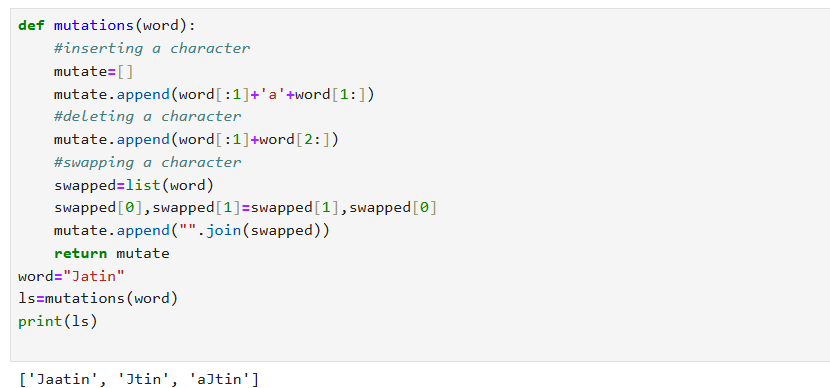 def mutations(word):
    #inserting a character
    mutate=[]
    mutate.append(word[:1]+'a'+word[1:])
    #deleting a character
    mutate.append(word[:1]+word[2:])
    #swapping a character
    swapped=list(word)
    swapped[0],swapped[1]=swapped[1],swapped[0]
    mutate.append("".join(swapped))
    return mutate
word="Jatin"
ls=mutations(word)
print(ls)
['Jaatin', 'Jtin', 'aJtin']